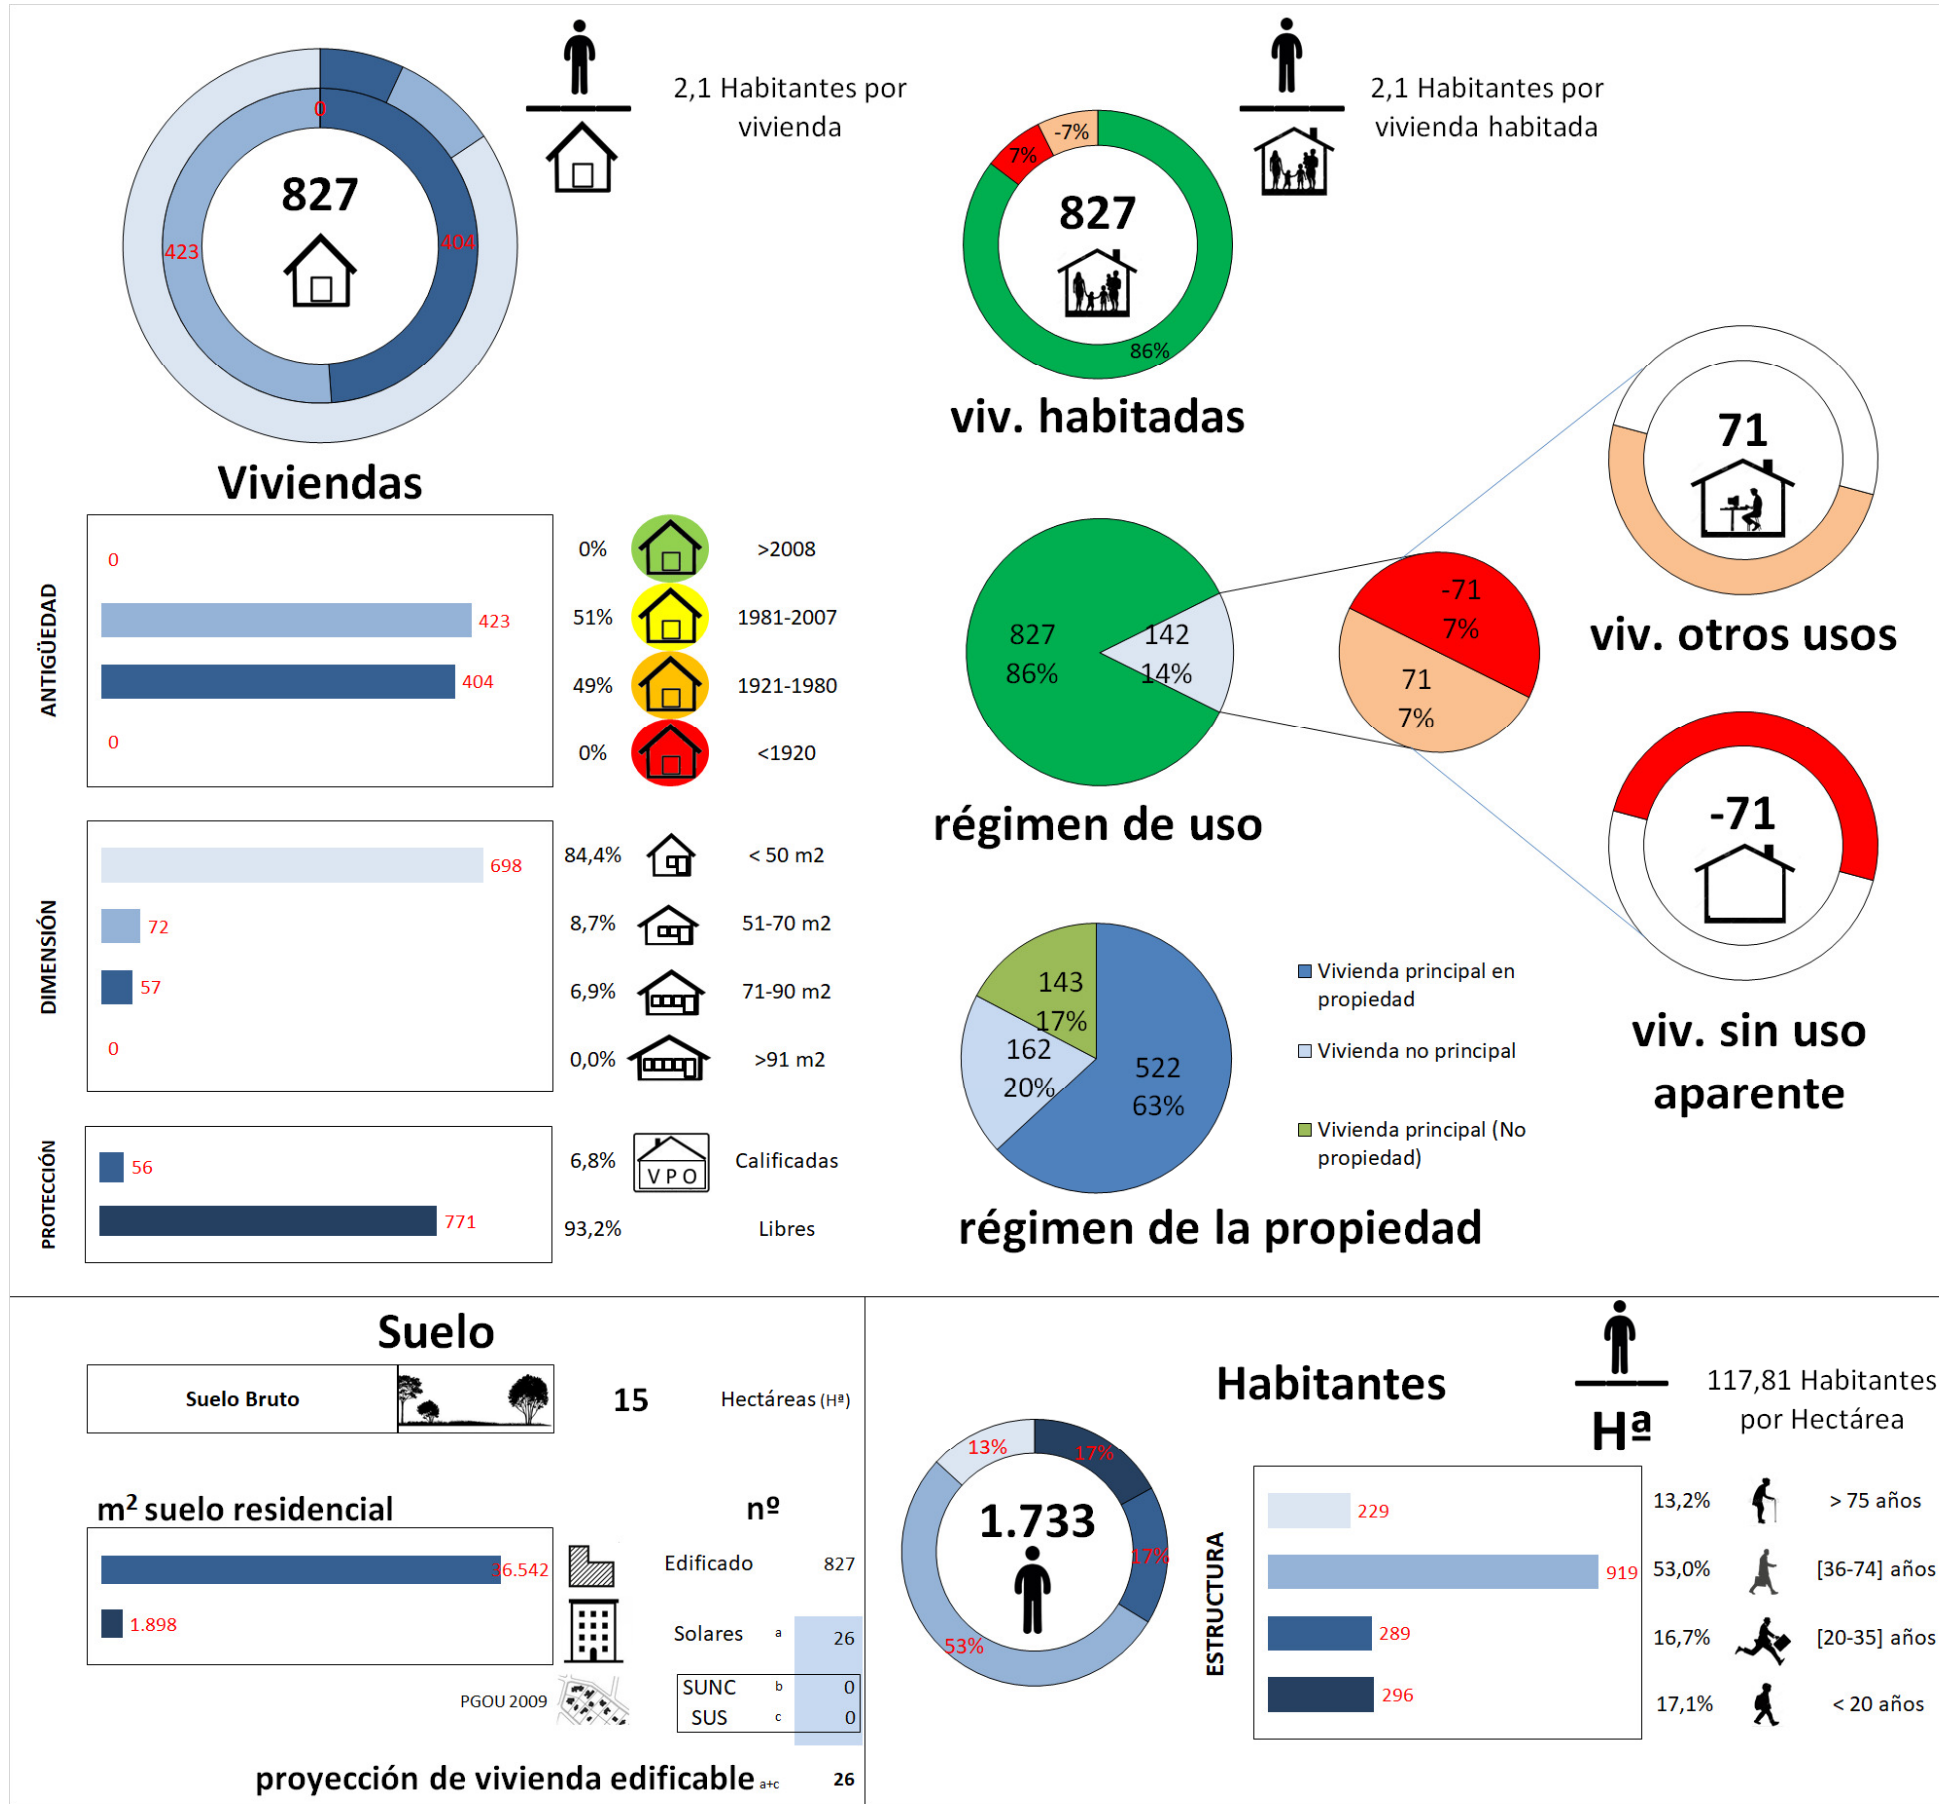 2,1 Habitantes por
vivienda
0
827
423
404
Viviendas
2,1 Habitantes por
vivienda habitada
-7%
7%
827
86%
viv. habitadas
ANTIGÜEDAD
0
0%
>2008
423
51%
1981-2007
404
49%
1921-1980
0
0%
<1920
DIMENSIÓN
698
84,4%
< 50 m2
72
8,7%
51-70 m2
57
6,9%
71-90 m2
0
0,0%
>91 m2
PROTECCIÓN
56
6,8%
VPO
Calificadas
771
93,2%
Libres
827
86%
142
14%
-71
7%
71
7%
régimen de uso
71
viv. otros usos
-71
viv. sin uso
aparente
143
17%
162
20%
522
63%
Vivienda principal en
propiedad
Vivienda no principal
Vivienda principal (No
propiedad)
régimen de la propiedad
Suelo
Suelo Bruto
15
Hectáreas (Hª)
m² suelo residencial
nº
36.542
Edificado
827
1.898
Solares a
26
PGOU 2009
SUNC b
0
SUS c
0
proyección de vivienda edificable a+c
26
Habitantes
Hª
117,81 Habitantes
por Hectárea
13%
17%
1.733
17%
53%
ESTRUCTURA
229
13,2%
> 75 años
919
53,0%
[36-74] años
289
16,7%
[20-35] años
296
17,1%
< 20 años